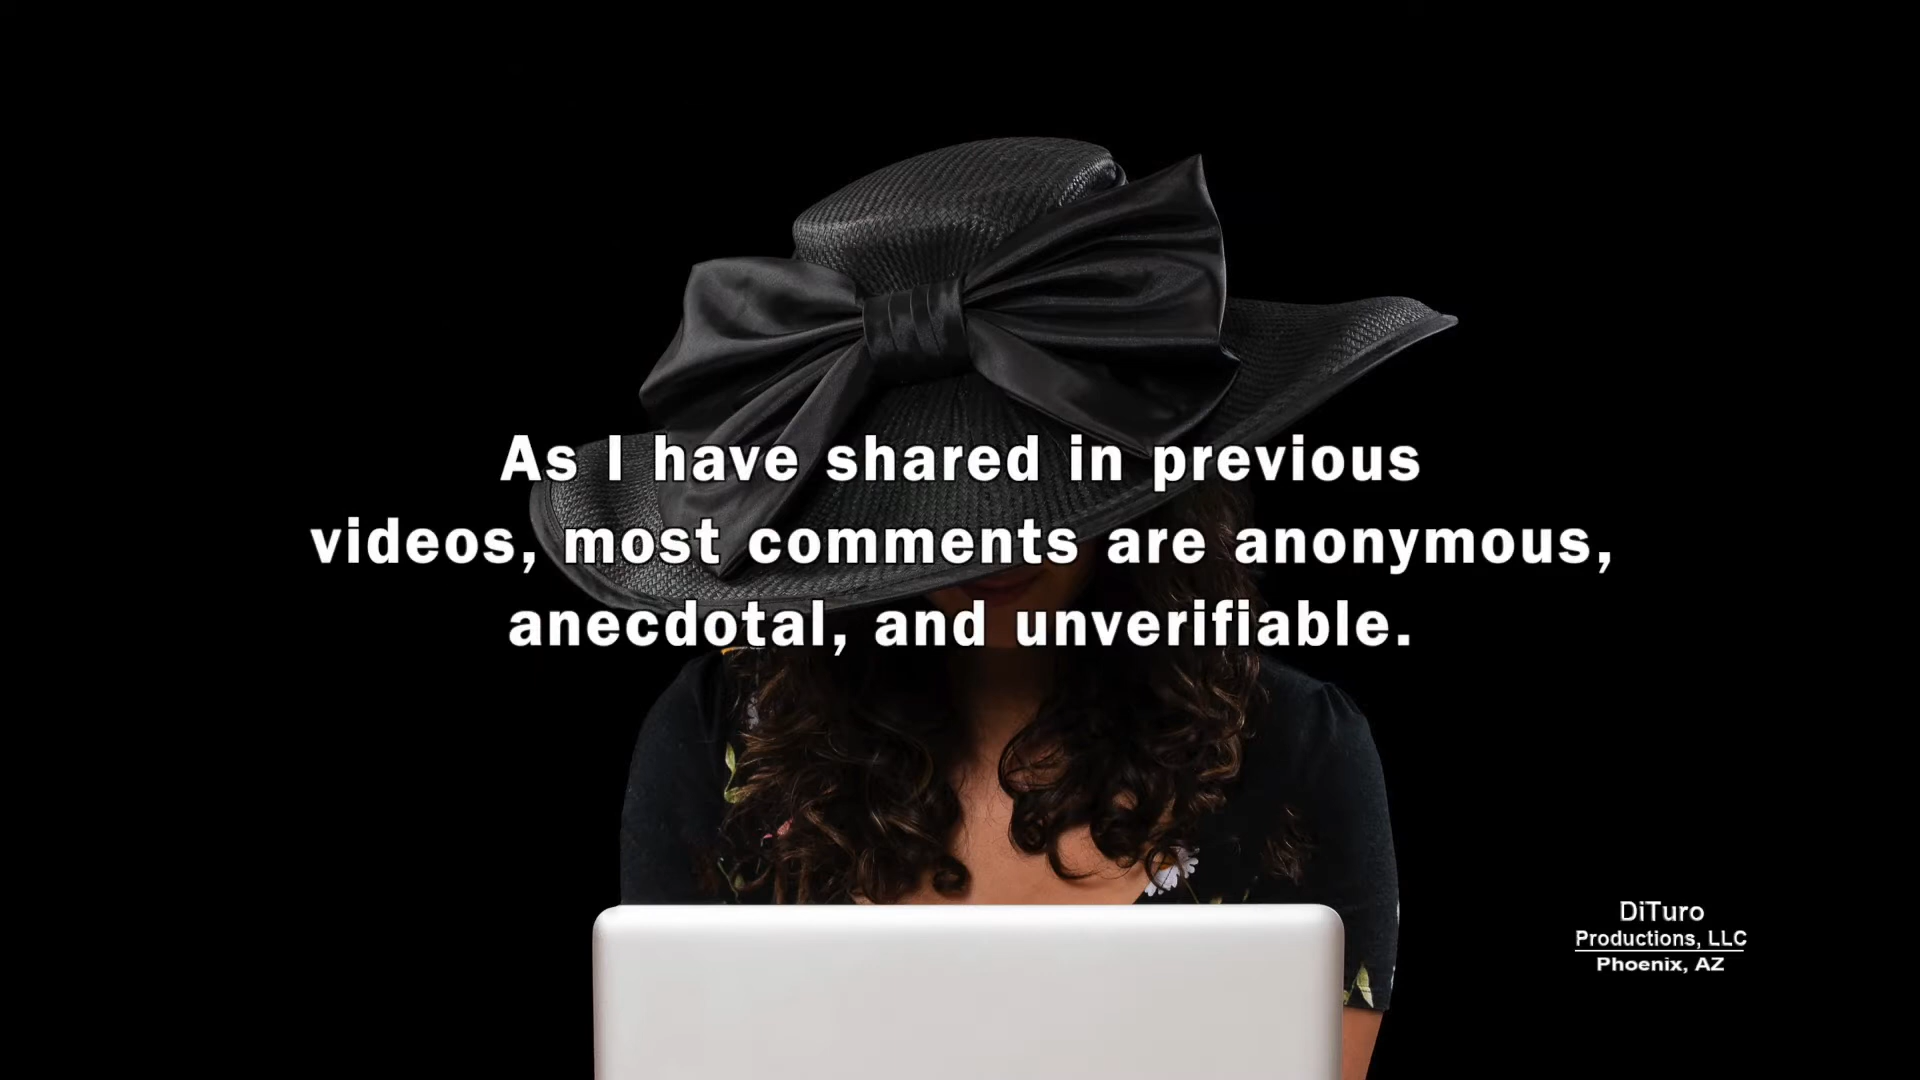 As I have shared in previous
videos, most comments are anonymous,
anecdotal, and unverifiable.
DiTuro
Productions, LLC
Phoenix, AZ